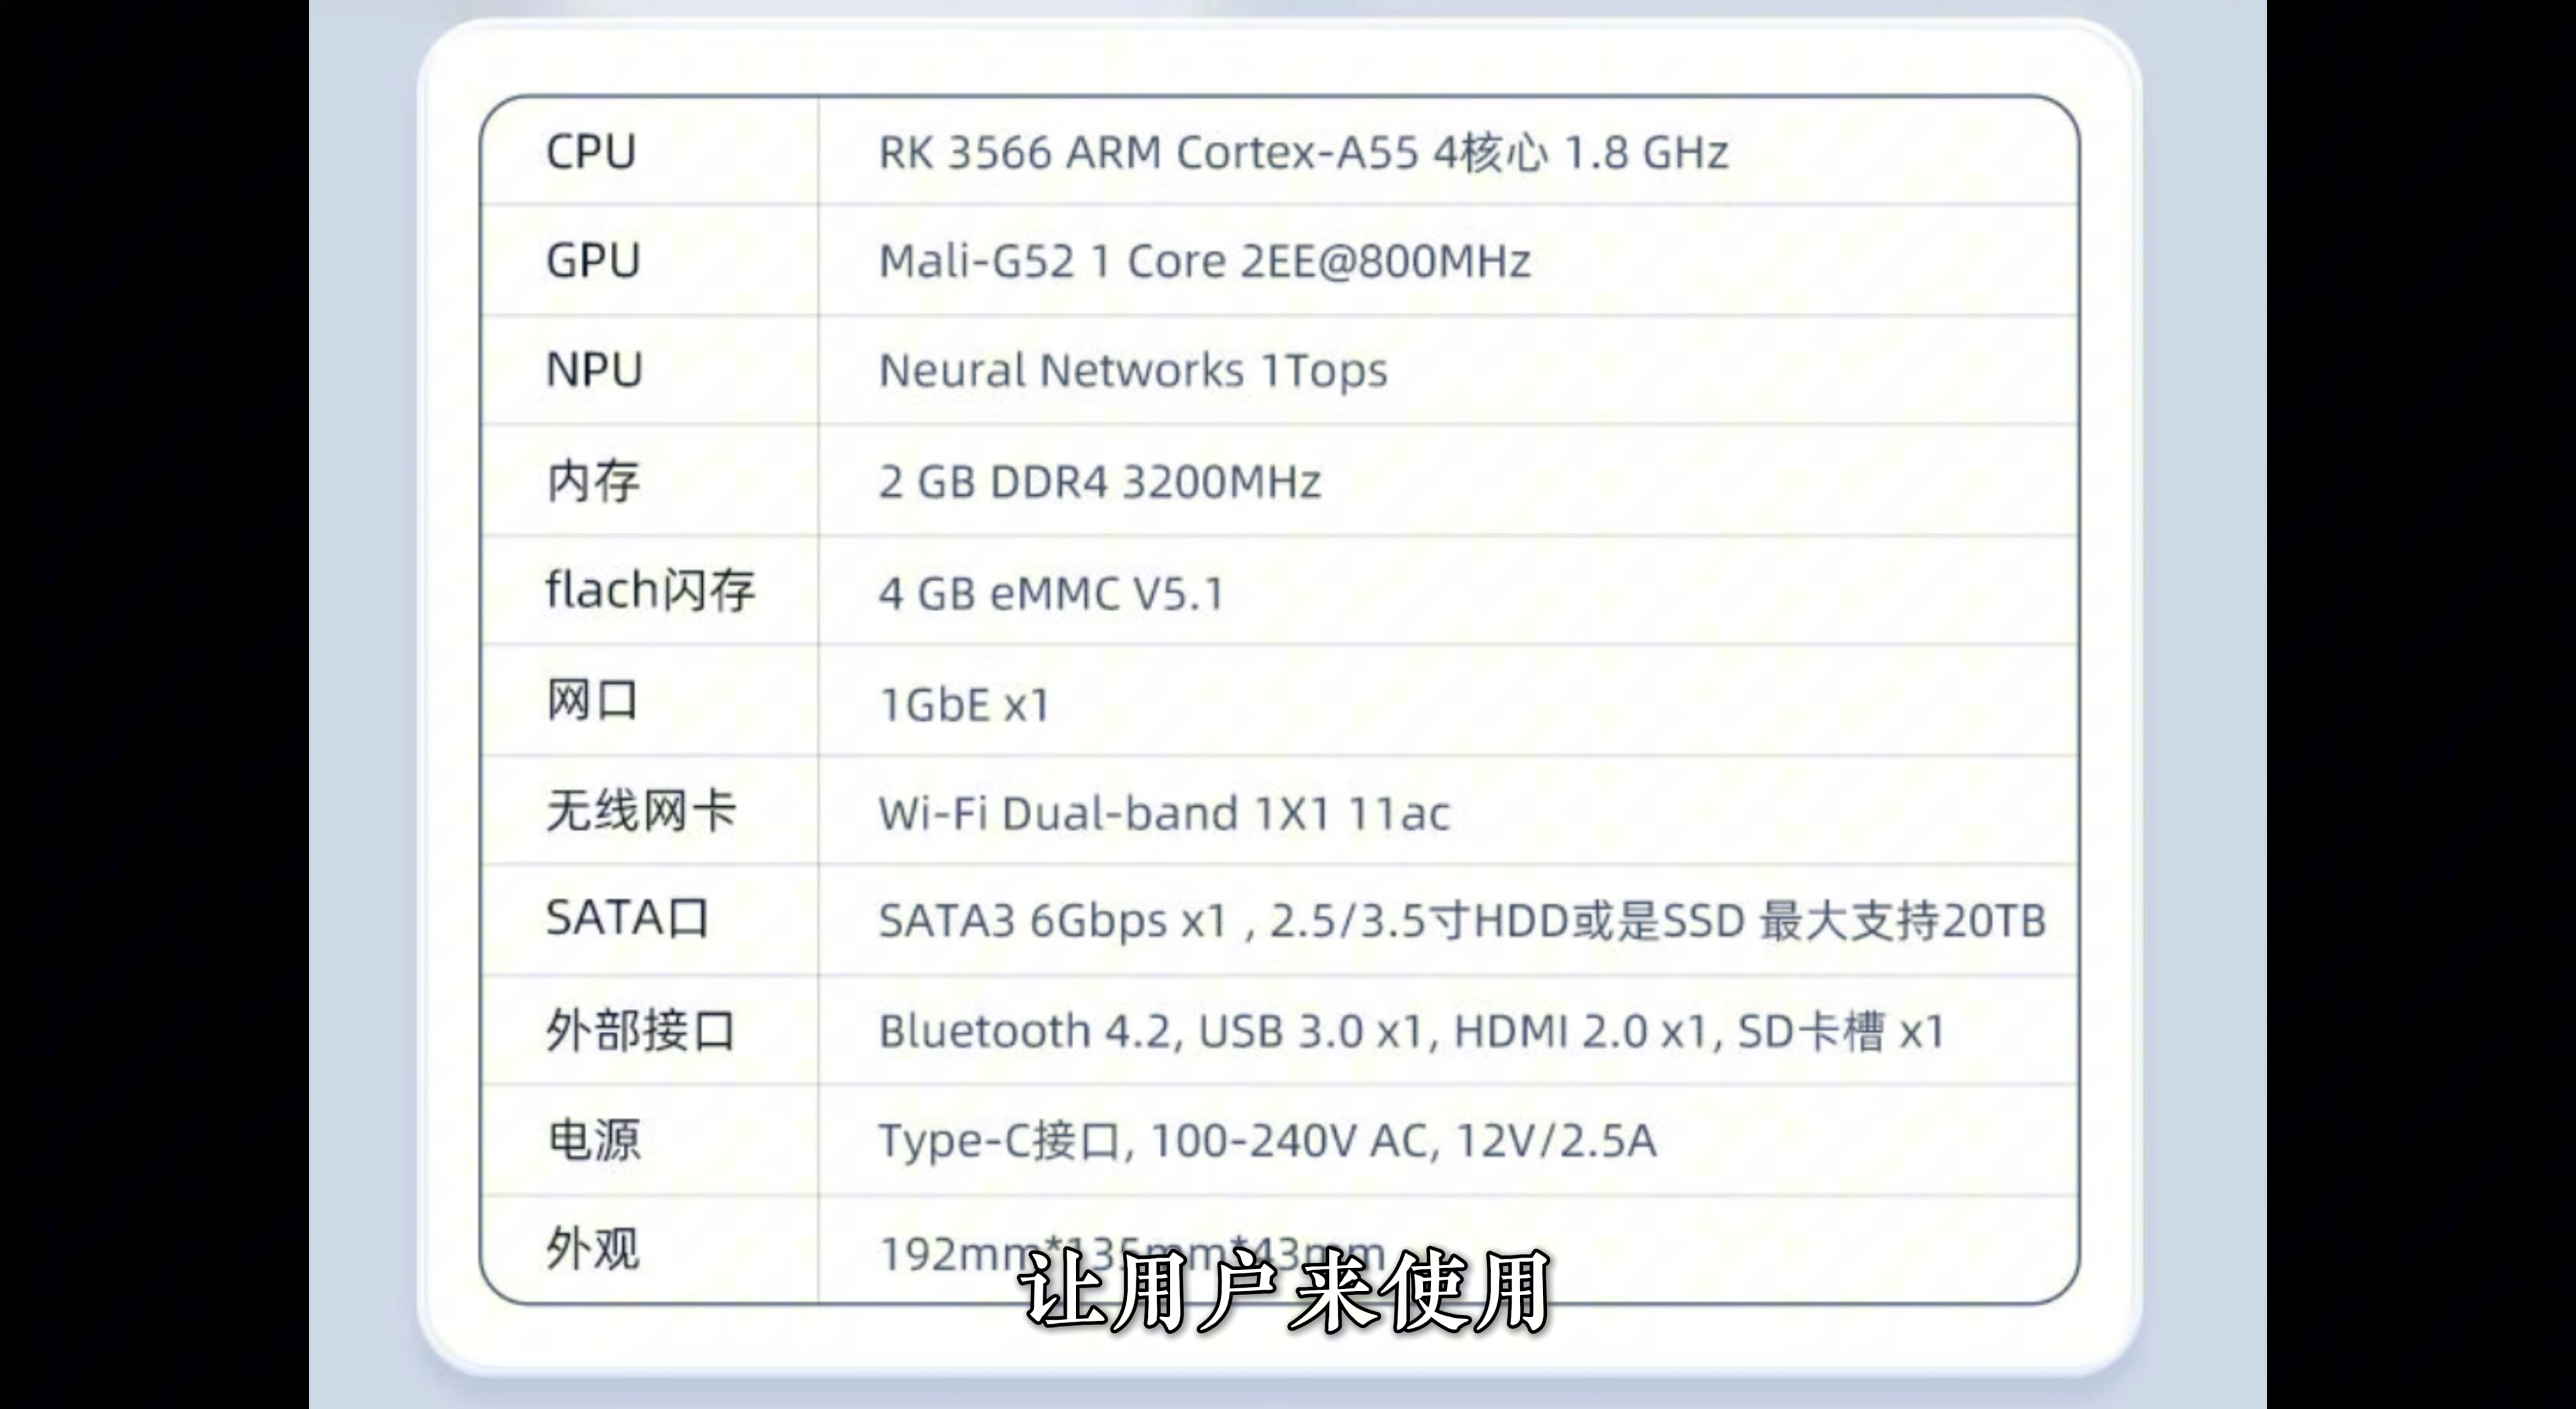 CPU RK 3566 ARM Cortex-A55 4核心 1.8 GHz
GPU Mali-G52 1 Core 2EE@800MHz
NPU Neural Networks 1Tops
内存 2 GB DDR4 3200MHz
flach闪存 4 GB eMMC V5.1
网口 1GbE x1
无线网卡 Wi-Fi Dual-band 1X1 11ac
SATA口 SATA3 6Gbps x1 , 2.5/3.5寸HDD或是SSD 最大支持20TB
外部接口 Bluetooth 4.2, USB 3.0 x1, HDMI 2.0 x1, SD卡槽 x1
电源 Type-C接口, 100-240V AC, 12V/2.5A
外观 192mm*135mm*43mm
让用户来使用